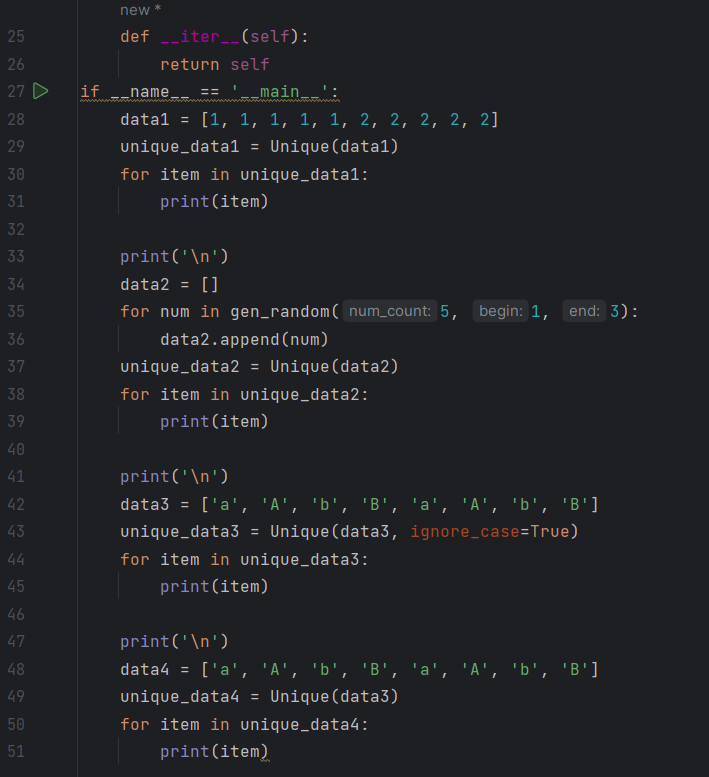 new *
25 def __iter__(self):
26 return self
27 if __name__ == '__main__':
28 data1 = [1, 1, 1, 1, 1, 2, 2, 2, 2, 2]
29 unique_data1 = Unique(data1)
30 for item in unique_data1:
31 print(item)
32
33 print('\n')
34 data2 = []
35 for num in gen_random( num_count: 5, begin: 1, end: 3):
36 data2.append(num)
37 unique_data2 = Unique(data2)
38 for item in unique_data2:
39 print(item)
40
41 print('\n')
42 data3 = ['a', 'A', 'b', 'B', 'a', 'A', 'b', 'B']
43 unique_data3 = Unique(data3, ignore_case=True)
44 for item in unique_data3:
45 print(item)
46
47 print('\n')
48 data4 = ['a', 'A', 'b', 'B', 'a', 'A', 'b', 'B']
49 unique_data4 = Unique(data3)
50 for item in unique_data4:
51 print(item)